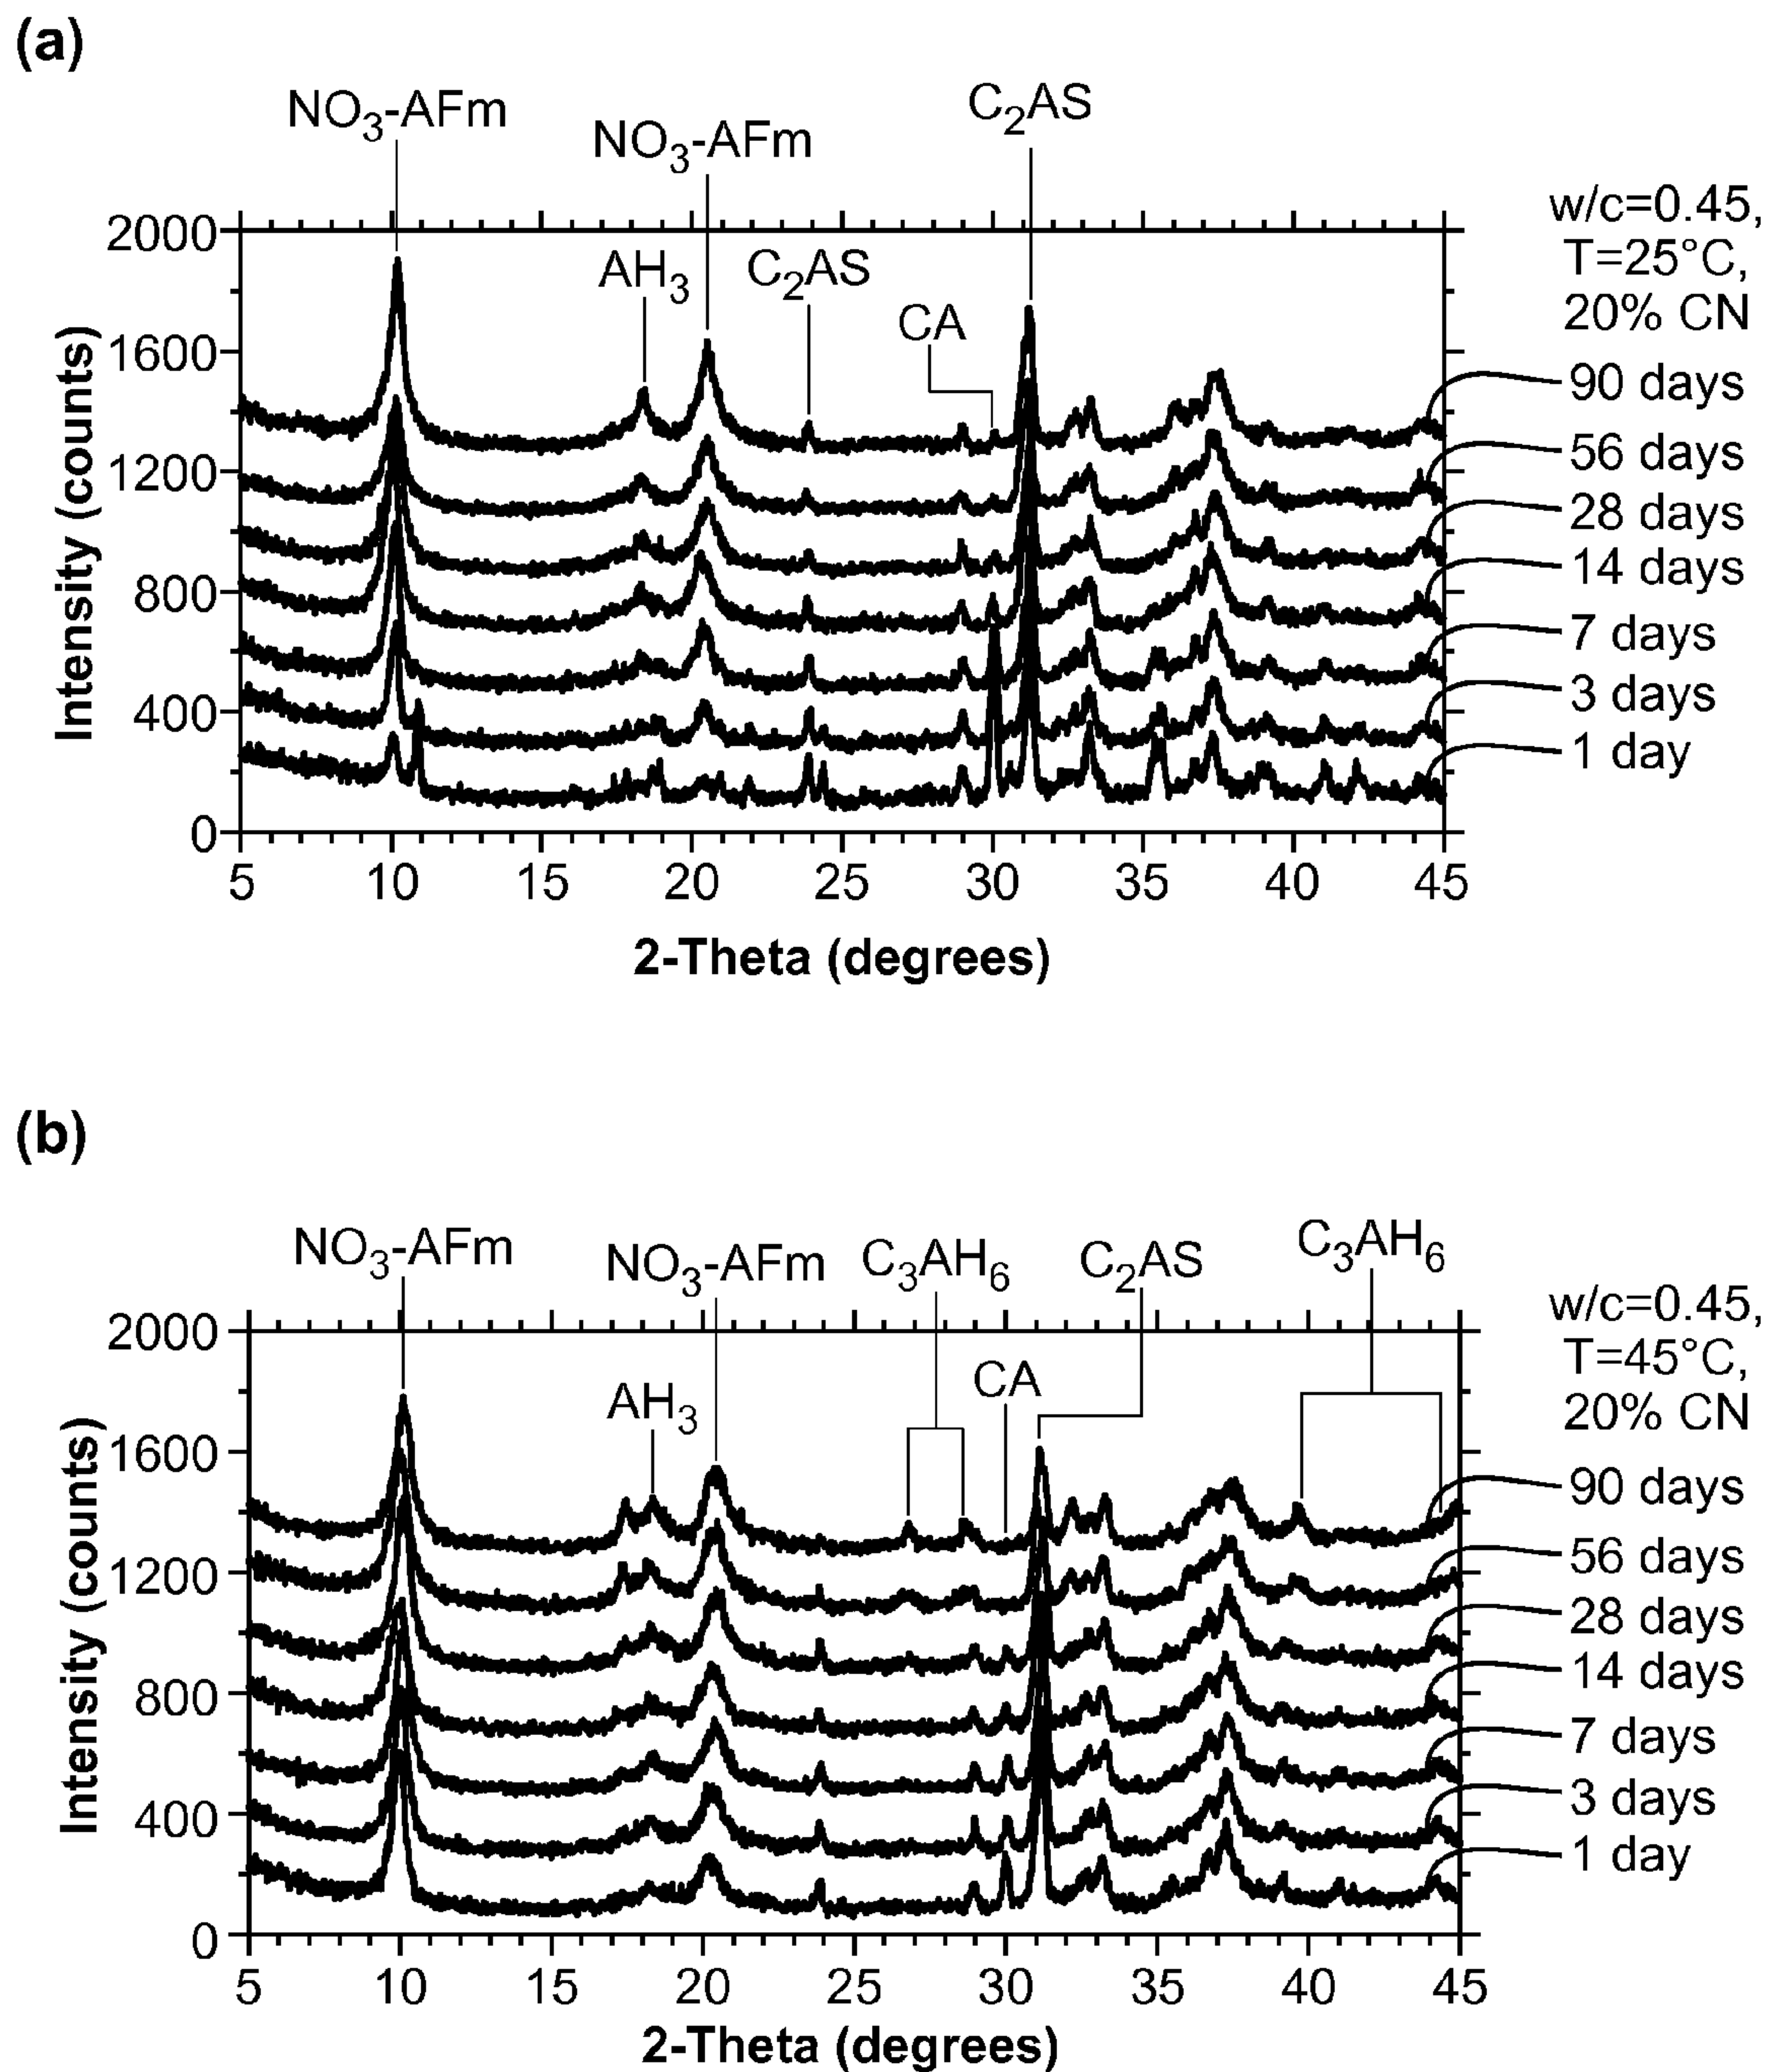 (a)
NO₃-AFm
NO₃-AFm
C₂AS
AH₃
C₂AS
CA
w/c=0.45,
T=25°C,
20% CN
2000
1600
1200
800
400
0
Intensity (counts)
90 days
56 days
28 days
14 days
7 days
3 days
1 day
5 10 15 20 25 30 35 40 45
2-Theta (degrees)
(b)
NO₃-AFm
NO₃-AFm
C₃AH₆
C₂AS
C₃AH₆
AH₃
CA
w/c=0.45,
T=45°C,
20% CN
2000
1600
1200
800
400
0
Intensity (counts)
90 days
56 days
28 days
14 days
7 days
3 days
1 day
5 10 15 20 25 30 35 40 45
2-Theta (degrees)